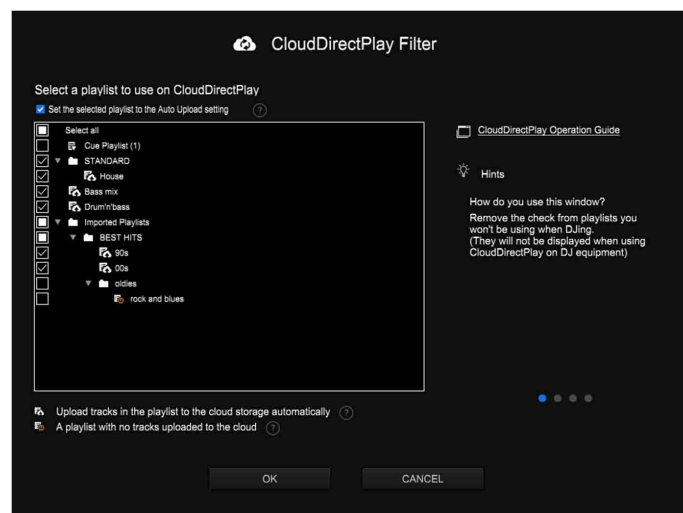 CloudDirectPlay Filter
Select a playlist to use on CloudDirectPlay
Set the selected playlist to the Auto Upload setting ?
Select all
Cue Playlist (1)
STANDARD
House
Bass mix
Drum'n'bass
Imported Playlists
BEST HITS
90s
00s
oldies
rock and blues
CloudDirectPlay Operation Guide
Hints
How do you use this window?
Remove the check from playlists you
won't be using when DJing.
(They will not be displayed when using
CloudDirectPlay on DJ equipment)
Upload tracks in the playlist to the cloud storage automatically ?
A playlist with no tracks uploaded to the cloud ?
OK
CANCEL